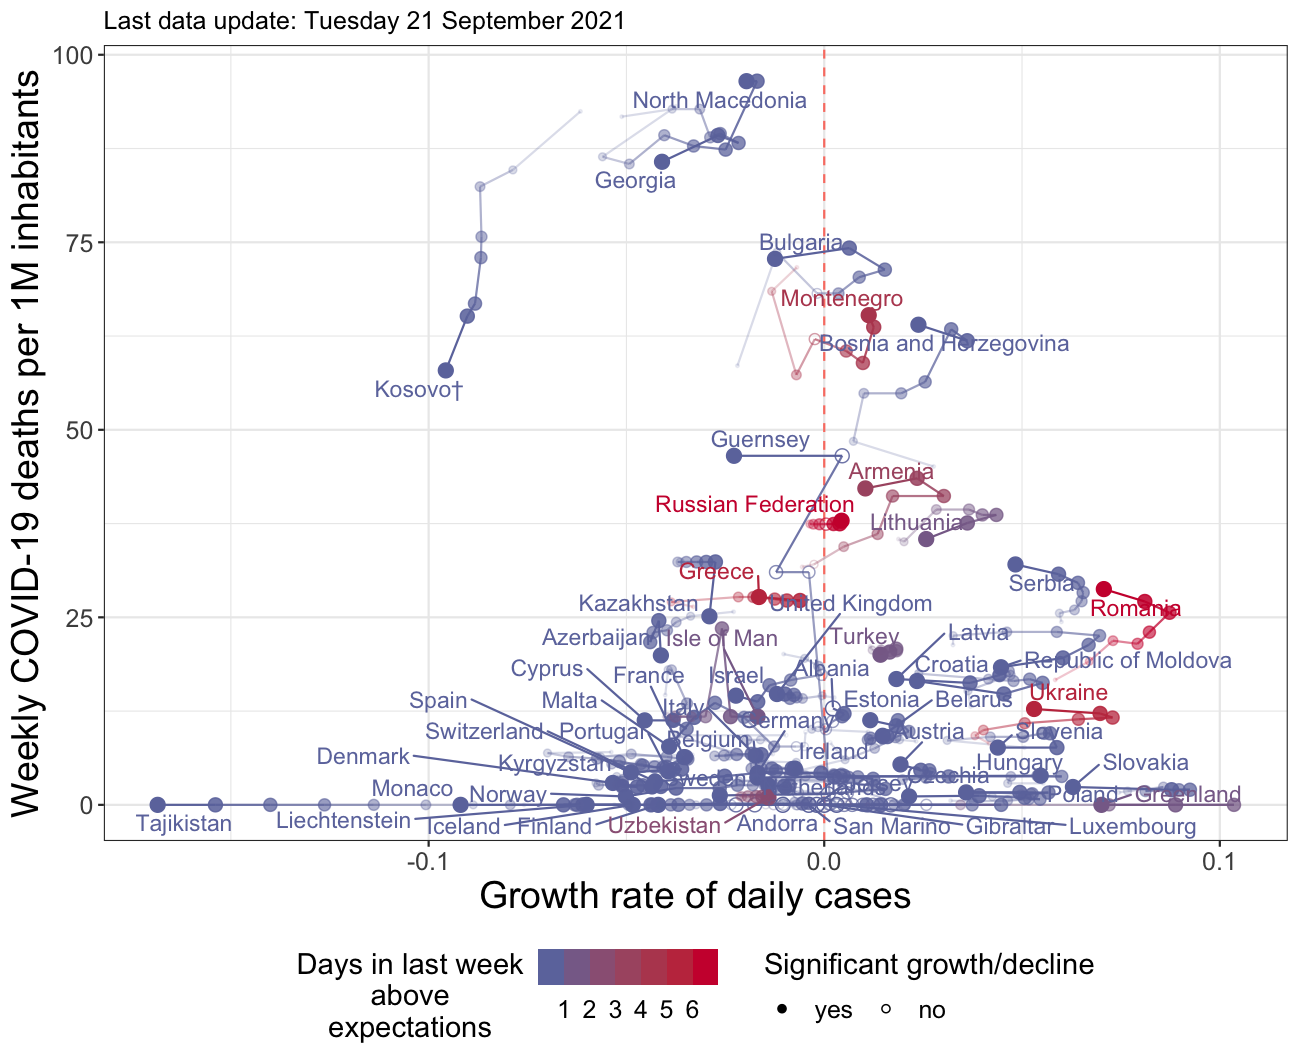 Last data update: Tuesday 21 September 2021
Weekly COVID-19 deaths per 1M inhabitants
100
75
50
25
0
North Macedonia
Georgia
Bulgaria
Montenegro
Bosnia and Herzegovina
Kosovo†
Guernsey
Armenia
Russian Federation
Lithuania
Greece
Serbia
Kazakhstan
United Kingdom
Romania
Azerbaijan
Isle of Man
Turkey
Latvia
Cyprus
France
Israel
Albania
Croatia
Republic of Moldova
Spain
Malta
Italy
Estonia
Belarus
Ukraine
Switzerland
Portugal
Germany
Austria
Slovenia
Denmark
Kyrgyzstan
Belgium
Ireland
Hungary
Slovakia
Monaco
Norway
Sweden
Czechia
Poland
Greenland
Tajikistan
Liechtenstein
Iceland
Finland
Uzbekistan
Andorra
San Marino
Gibraltar
Luxembourg
-0.1
0.0
0.1
Growth rate of daily cases
Days in last week
above
expectations
1 2 3 4 5 6
Significant growth/decline
yes
no